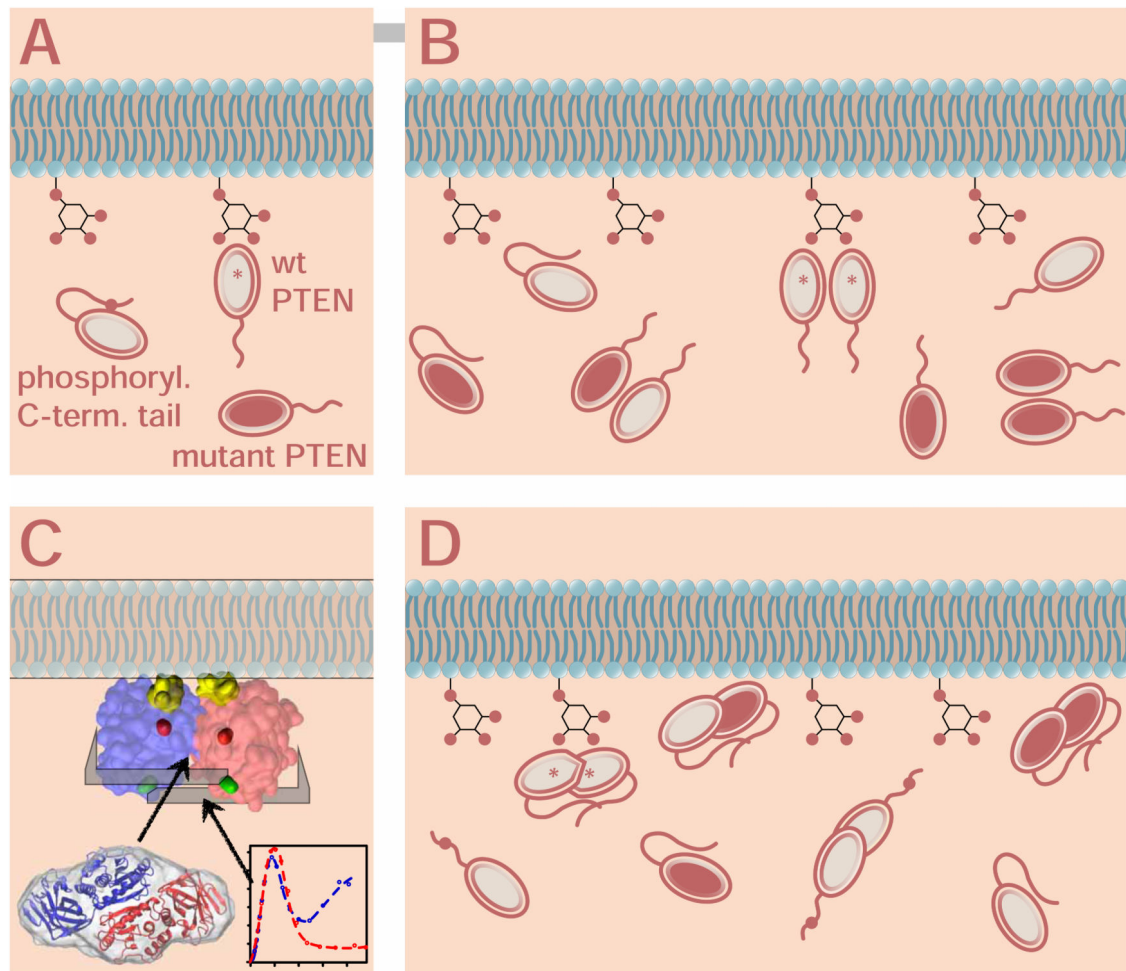 A
B
*
wt
PTEN
phosphoryl.
C-term. tail
mutant PTEN
* *
C
D
* *